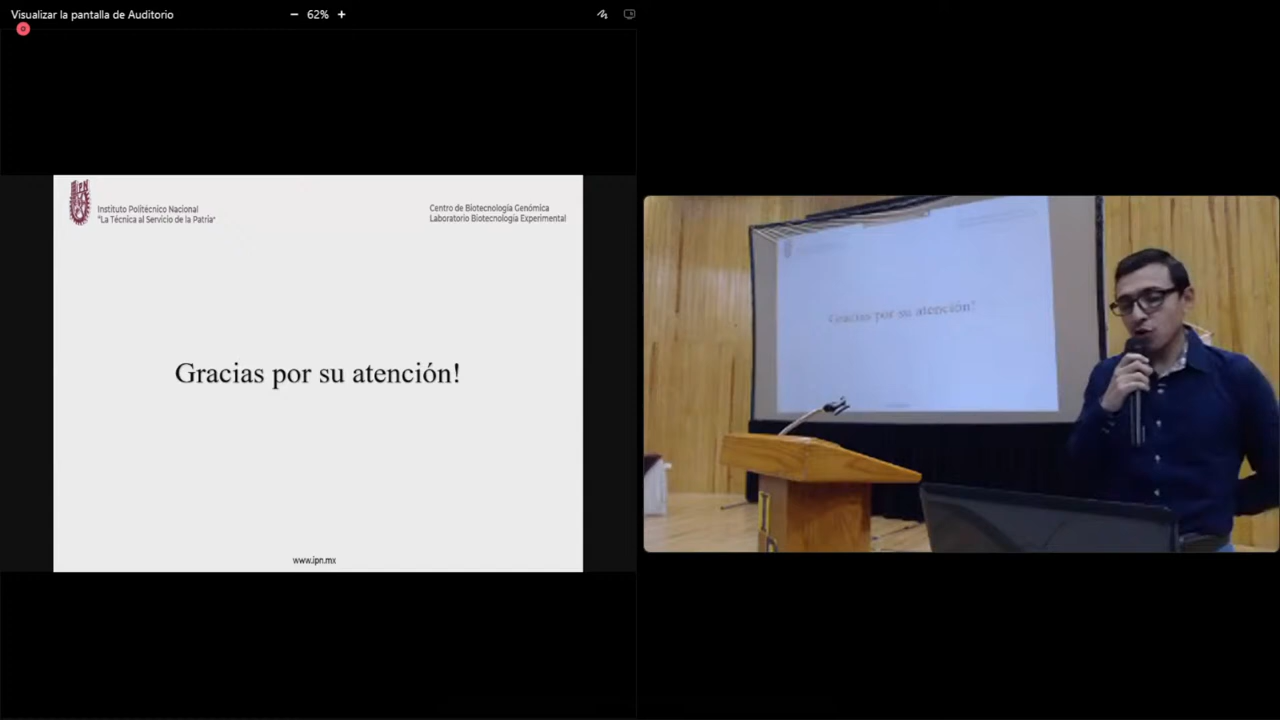 Visualizar la pantalla de Auditorio
− 62% +
IPN
Instituto Politécnico Nacional
"La Técnica al Servicio de la Patria"
Centro de Biotecnología Genómica
Laboratorio Biotecnología Experimental
Gracias por su atención!
www.ipn.mx
Gracias por su atención!